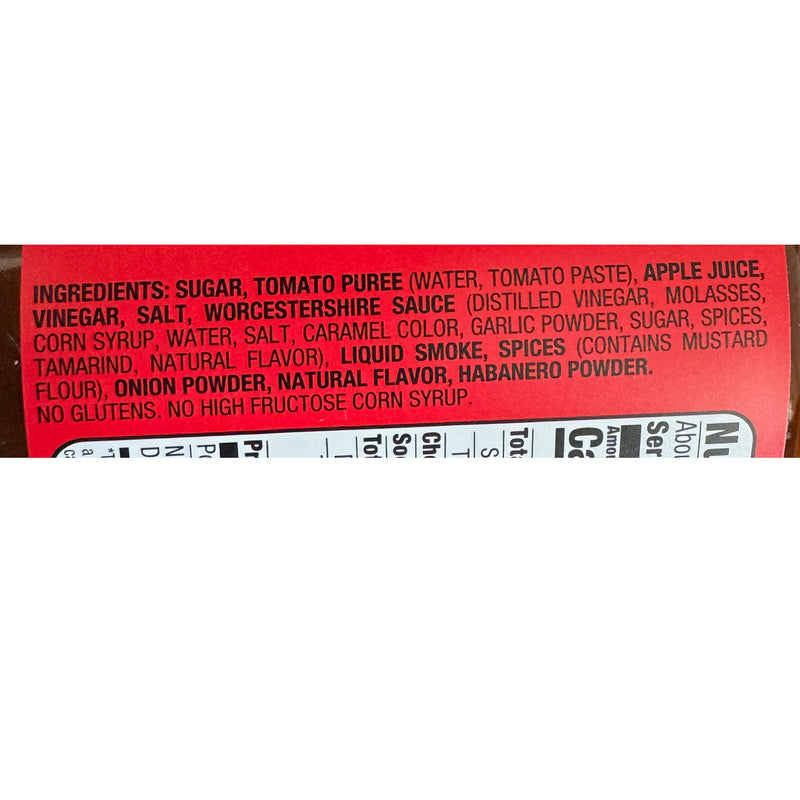 INGREDIENTS: SUGAR, TOMATO PUREE (WATER, TOMATO PASTE), APPLE JUICE,
VINEGAR, SALT, WORCESTERSHIRE SAUCE (DISTILLED VINEGAR, MOLASSES,
CORN SYRUP, WATER, SALT, CARAMEL COLOR, GARLIC POWDER, SUGAR, SPICES,
TAMARIND, NATURAL FLAVOR), LIQUID SMOKE, SPICES (CONTAINS MUSTARD
FLOUR), ONION POWDER, NATURAL FLAVOR, HABANERO POWDER.
NO GLUTENS. NO HIGH FRUCTOSE CORN SYRUP.